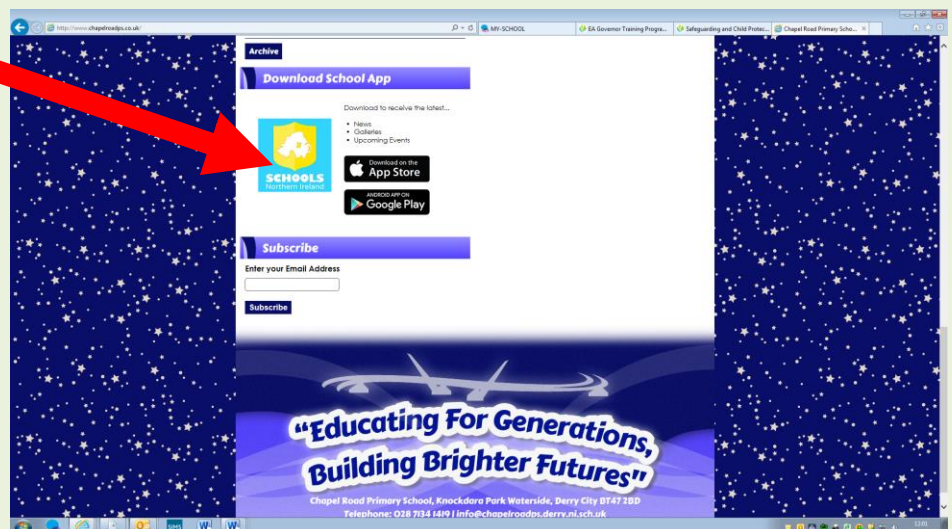 http://www.chapelroadps.co.uk/
MY-SCHOOL
EA Governor Training Progra...
Safeguarding and Child Protec...
Chapel Road Primary Scho...
Archive
Download School App
Download to receive the latest...
• News
• Galleries
• Upcoming Events
SCHOOLS
Northern Ireland
Download on the
App Store
ANDROID APP ON
Google Play
Subscribe
Enter your Email Address
Subscribe
“Educating For Generations,
Building Brighter Futures”
Chapel Road Primary School, Knockdara Park Waterside, Derry City BT47 2BD
Telephone: 028 7134 1419 | info@chapelroadps.derry.ni.sch.uk
SIMS
12:01